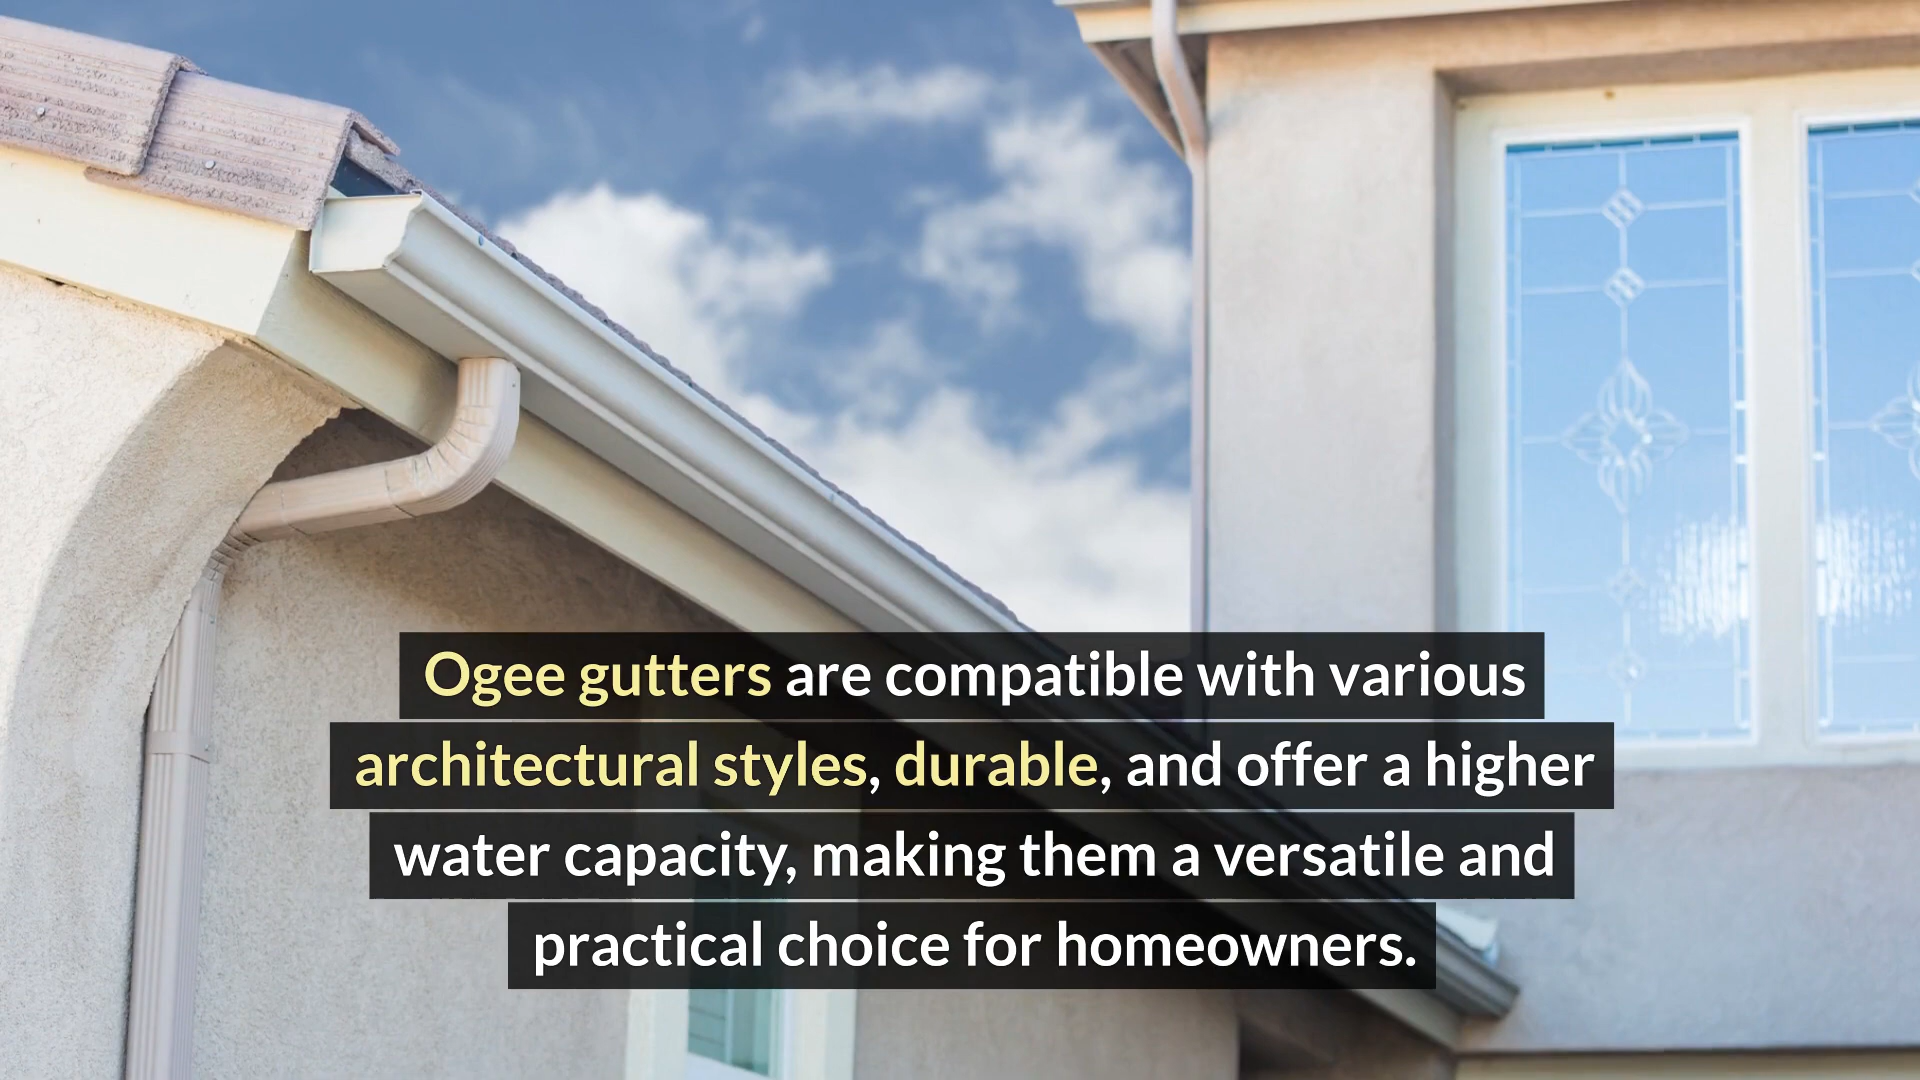 Ogee gutters are compatible with various
architectural styles, durable, and offer a higher
water capacity, making them a versatile and
practical choice for homeowners.